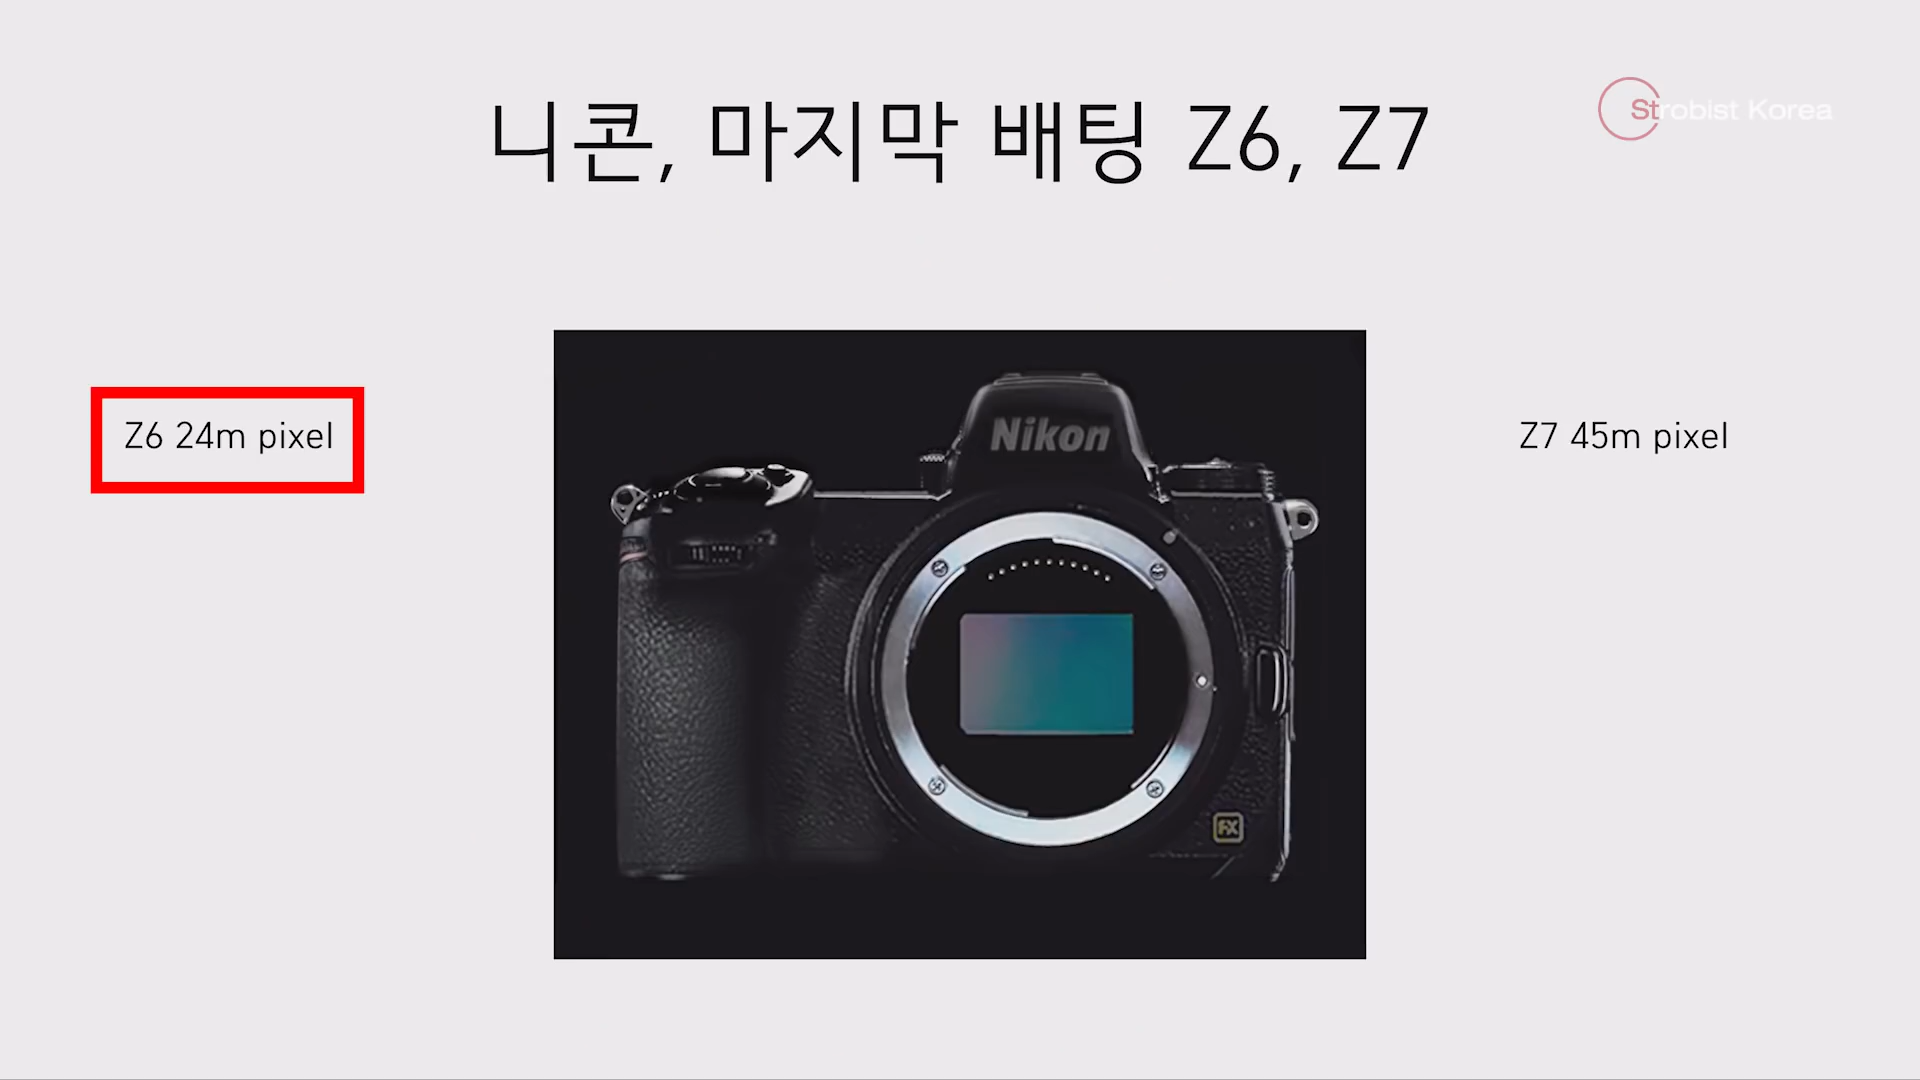 니콘, 마지막 배팅 Z6, Z7
Strobist Korea
Z6 24m pixel
Nikon
Z7 45m pixel
FX